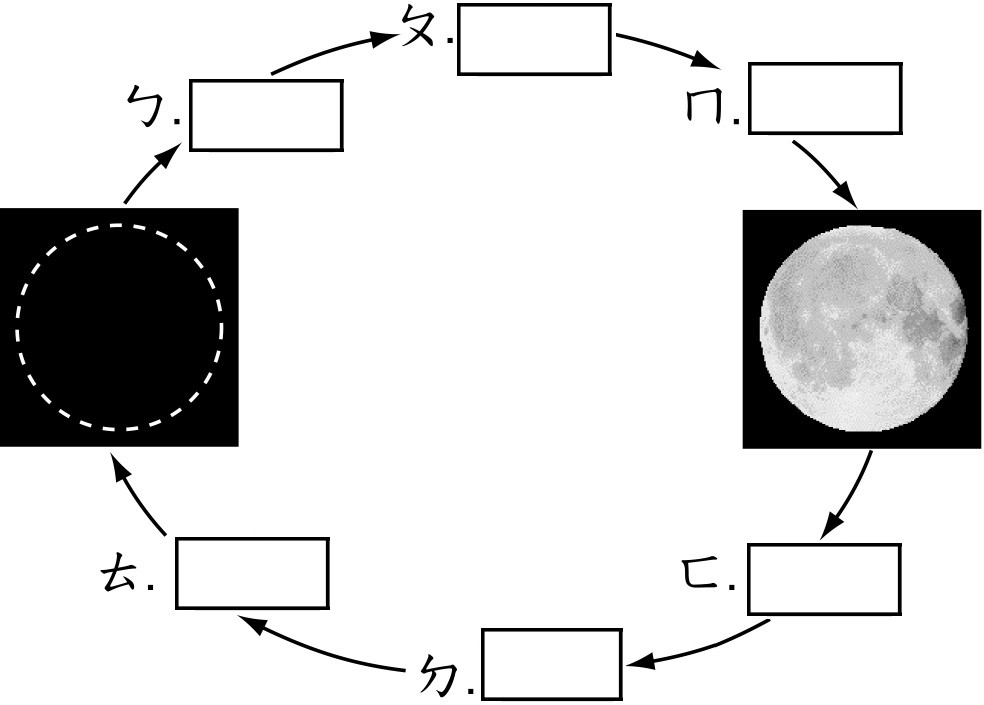 ㄆ.
ㄅ.
ㄇ.
ㄊ.
ㄈ.
ㄉ.